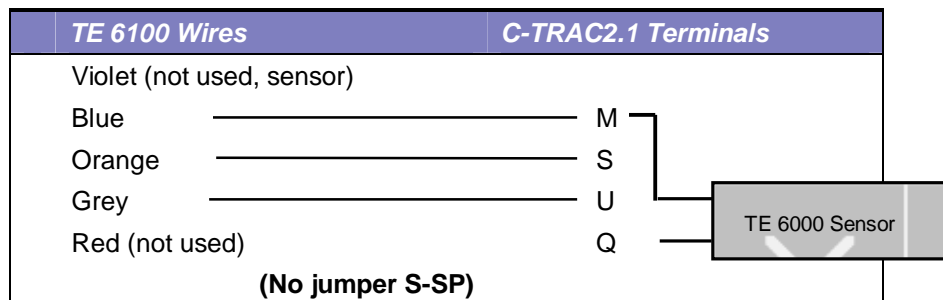 TE 6100 Wires C-TRAC2.1 Terminals
Violet (not used, sensor)
Blue M
Orange S
Grey U
TE 6000 Sensor
Red (not used) Q
(No jumper S-SP)